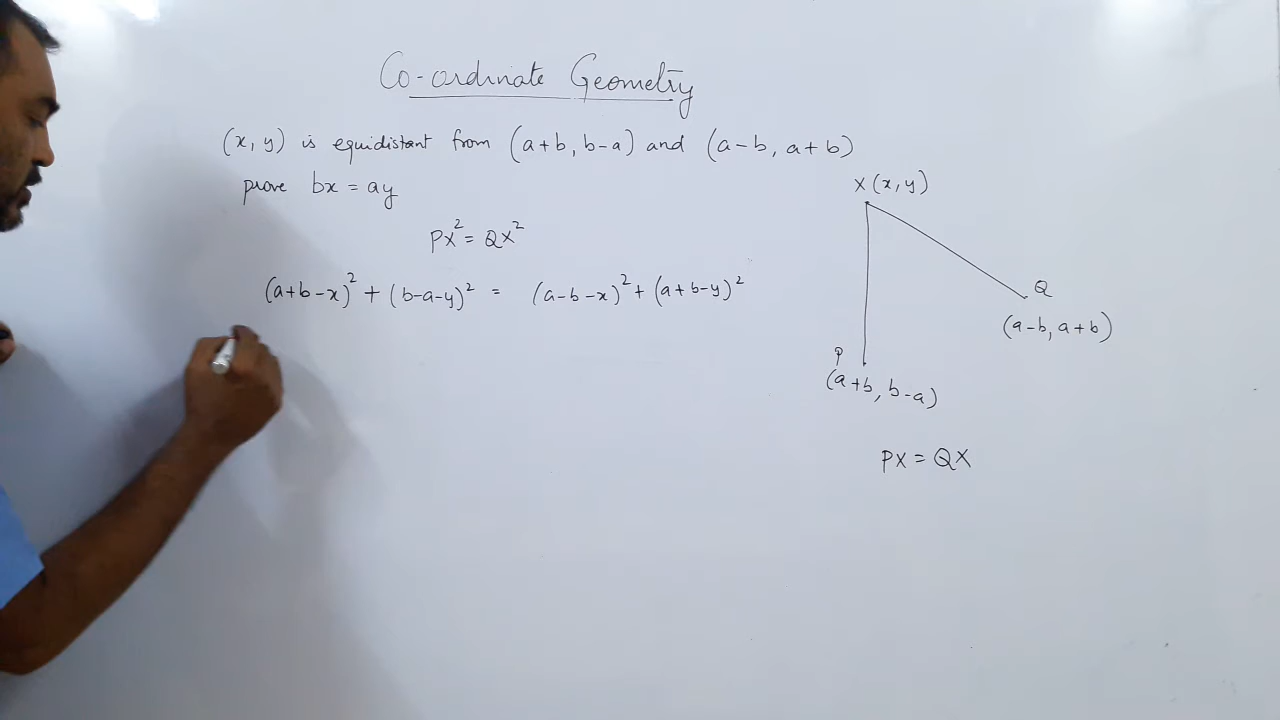 Co-ordinate Geometry
(x, y) is equidistant from (a+b, b-a) and (a-b, a+b)
prove bx = ay
PX² = QX²
(a+b-x)² + (b-a-y)² = (a-b-x)² + (a+b-y)²
X (x, y)
Q
(a-b, a+b)
P
(a+b, b-a)
PX = QX